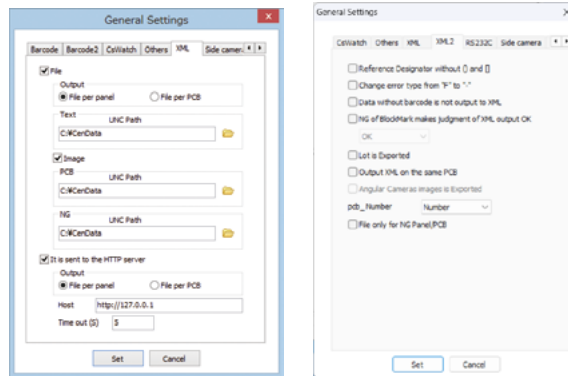 General Settings
Barcode Barcode2 CsWatch Others XML Side camera
File
Output
File per panel File per PCB
Text
UNC Path
C:¥CenData
Image
PCB
UNC Path
C:¥CenData
NG
UNC Path
C:¥CenData
It is sent to the HTTP server
Output
File per panel File per PCB
Host http://127.0.0.1
Time out (S) 5
Set Cancel
General Settings
CsWatch Others XML XML2 RS232C Side camera
Reference Designator without () and []
Change error type from "F" to "-"
Data without barcode is not output to XML
NG of BlockMark makes judgment of XML output OK
OK
Lot is Exported
Output XML on the same PCB
Angular Cameras images is Exported
pcb_Number Number
File only for NG Panel/PCB
Set Cancel